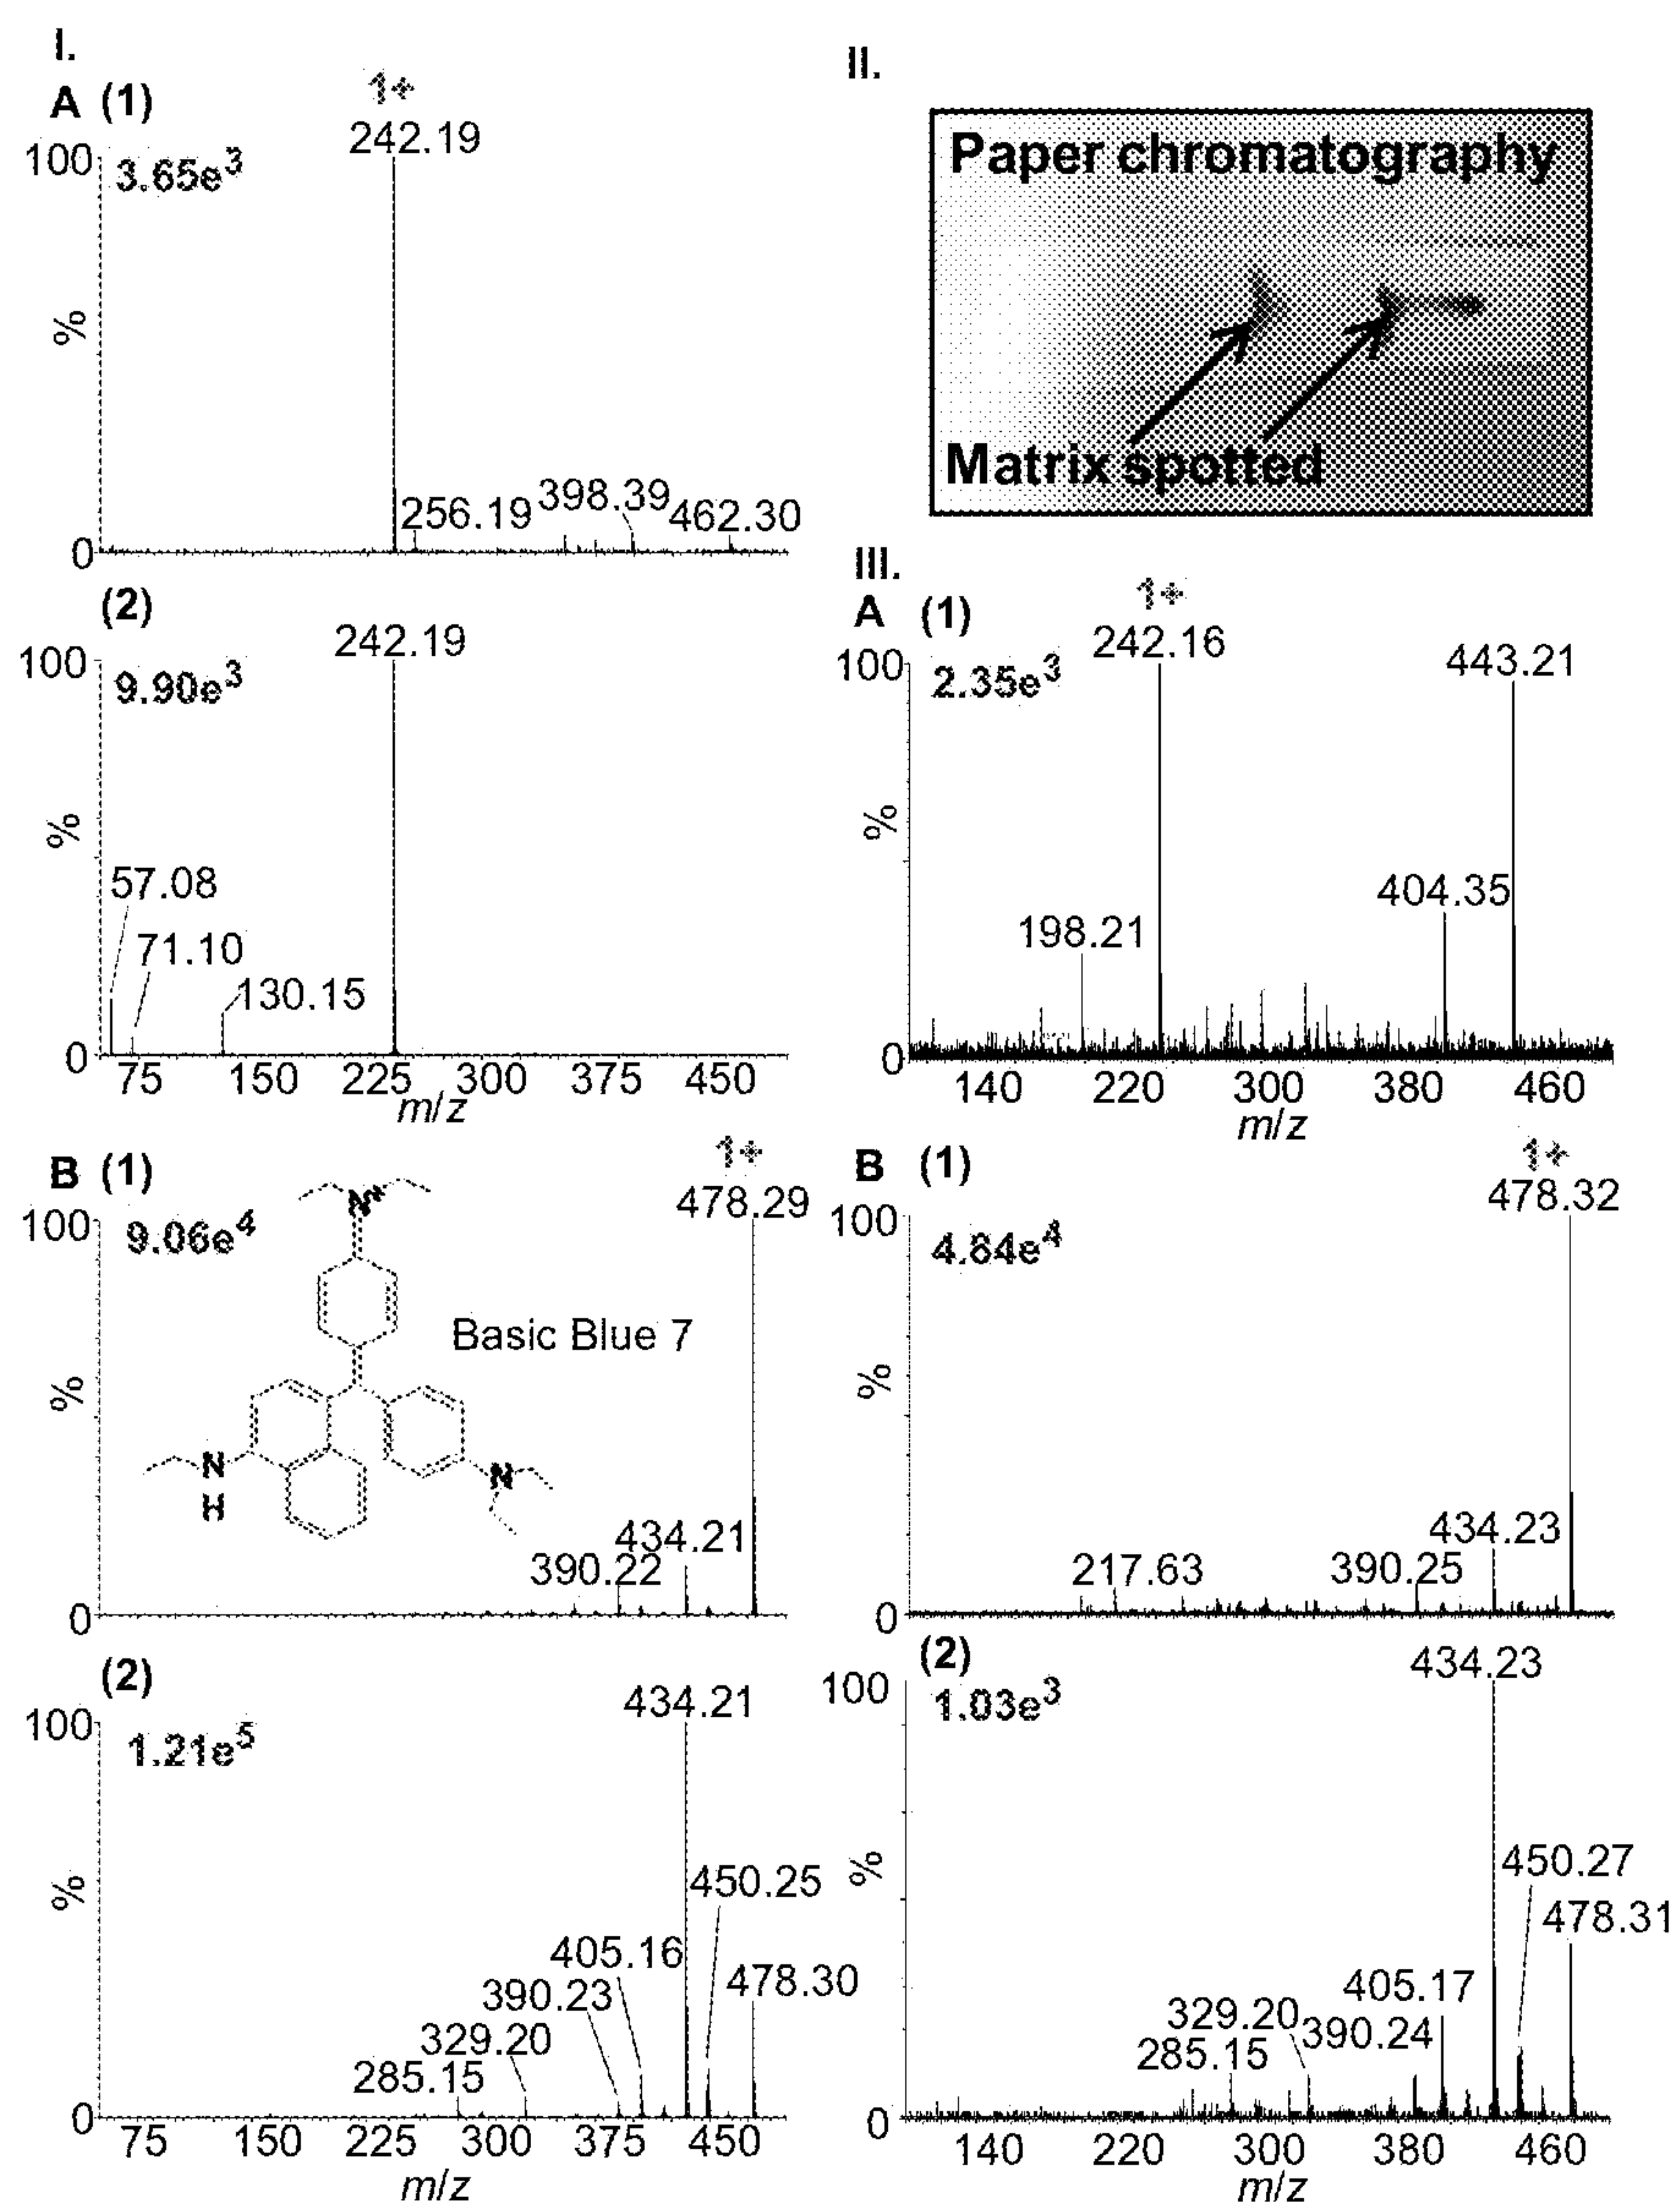 I.
A (1)
1+
242.19
100
3.65e3
%
256.19
398.39
462.30
0
(2)
242.19
100
9.90e3
%
57.08
71.10
130.15
0
75 150 225 300 375 450
m/z
B (1)
1+
478.29
100
9.06e4
N+
Basic Blue 7
%
N
H
N
434.21
390.22
0
(2)
434.21
100
1.21e5
%
450.25
405.16
478.30
390.23
329.20
285.15
0
75 150 225 300 375 450
m/z
II.
Paper chromatography
Matrix spotted
III.
A (1)
1+
242.16
443.21
100
2.35e3
%
404.35
198.21
0
140 220 300 380 460
m/z
B (1)
1+
478.32
100
4.84e4
%
434.23
217.63
390.25
0
(2)
434.23
100
1.03e3
%
450.27
478.31
405.17
329.20
390.24
285.15
0
140 220 300 380 460
m/z